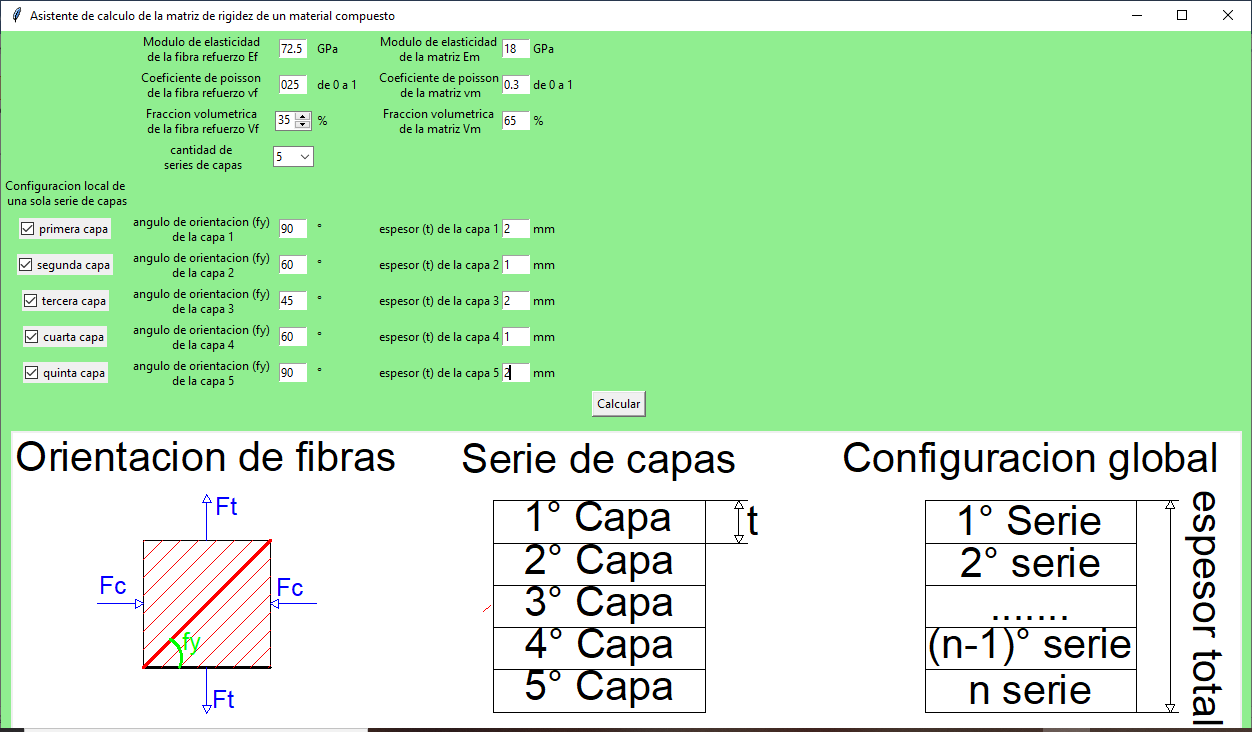 Asistente de calculo de la matriz de rigidez de un material compuesto
Modulo de elasticidad
de la fibra refuerzo Ef
72.5
GPa
Modulo de elasticidad
de la matriz Em
18
GPa
Coeficiente de poisson
de la fibra refuerzo vf
025
de 0 a 1
Coeficiente de poisson
de la matriz vm
0.3
de 0 a 1
Fraccion volumetrica
de la fibra refuerzo Vf
35
%
Fraccion volumetrica
de la matriz Vm
65
%
cantidad de
series de capas
5
Configuracion local de
una sola serie de capas
primera capa
angulo de orientacion (fy)
de la capa 1
90
°
espesor (t) de la capa 1
2
mm
segunda capa
angulo de orientacion (fy)
de la capa 2
60
°
espesor (t) de la capa 2
1
mm
tercera capa
angulo de orientacion (fy)
de la capa 3
45
°
espesor (t) de la capa 3
2
mm
cuarta capa
angulo de orientacion (fy)
de la capa 4
60
°
espesor (t) de la capa 4
1
mm
quinta capa
angulo de orientacion (fy)
de la capa 5
90
°
espesor (t) de la capa 5
2
mm
Calcular
Orientacion de fibras
Ft
Fc
Fc
fy
Ft
Serie de capas
1° Capa
t
2° Capa
3° Capa
4° Capa
5° Capa
Configuracion global
1° Serie
2° serie
.......
(n-1)° serie
n serie
espesor total